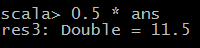 scala> 0.5 * ans
res3: Double = 11.5